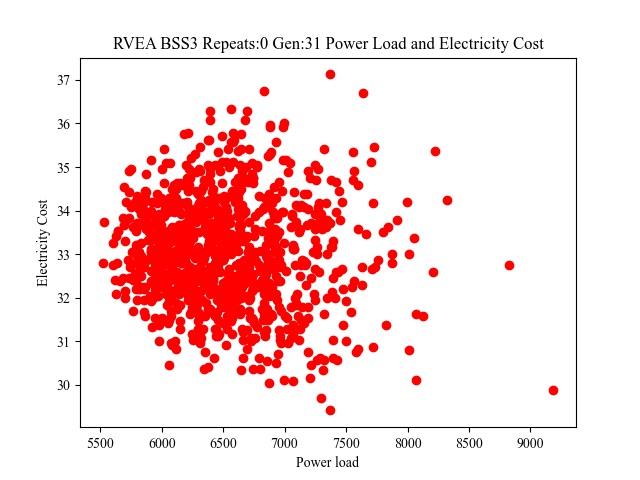 RVEA BSS3 Repeats:0 Gen:31 Power Load and Electricity Cost
37
36
35
34
33
32
31
30
Electricity Cost
5500 6000 6500 7000 7500 8000 8500 9000
Power load